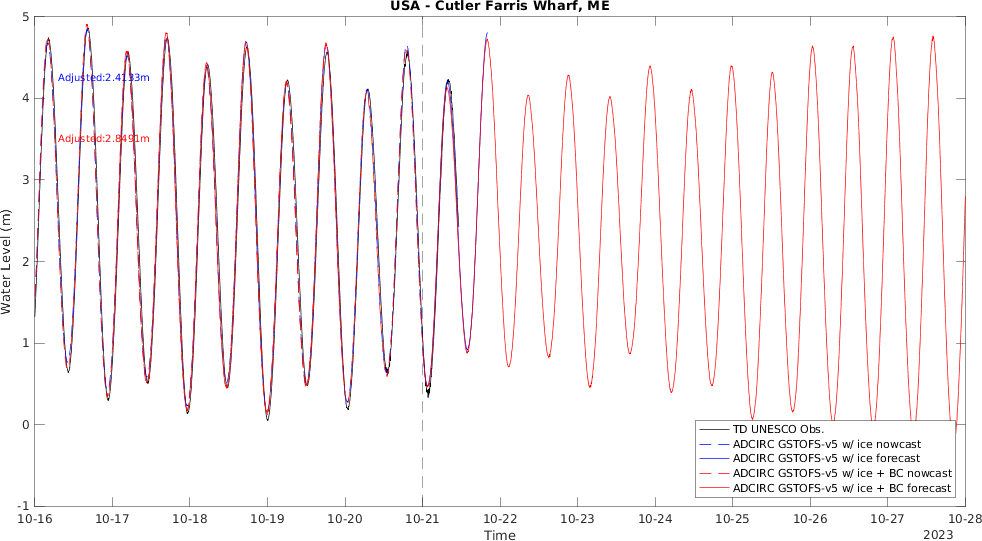 USA - Cutler Farris Wharf, ME
5
4
3
2
1
0
-1
Water Level (m)
Adjusted:2.4133m
Adjusted:2.8491m
TD UNESCO Obs.
ADCIRC GSTOFS-v5 w/ ice nowcast
ADCIRC GSTOFS-v5 w/ ice forecast
ADCIRC GSTOFS-v5 w/ ice + BC nowcast
ADCIRC GSTOFS-v5 w/ ice + BC forecast
10-16 10-17 10-18 10-19 10-20 10-21 10-22 10-23 10-24 10-25 10-26 10-27 10-28
Time
2023